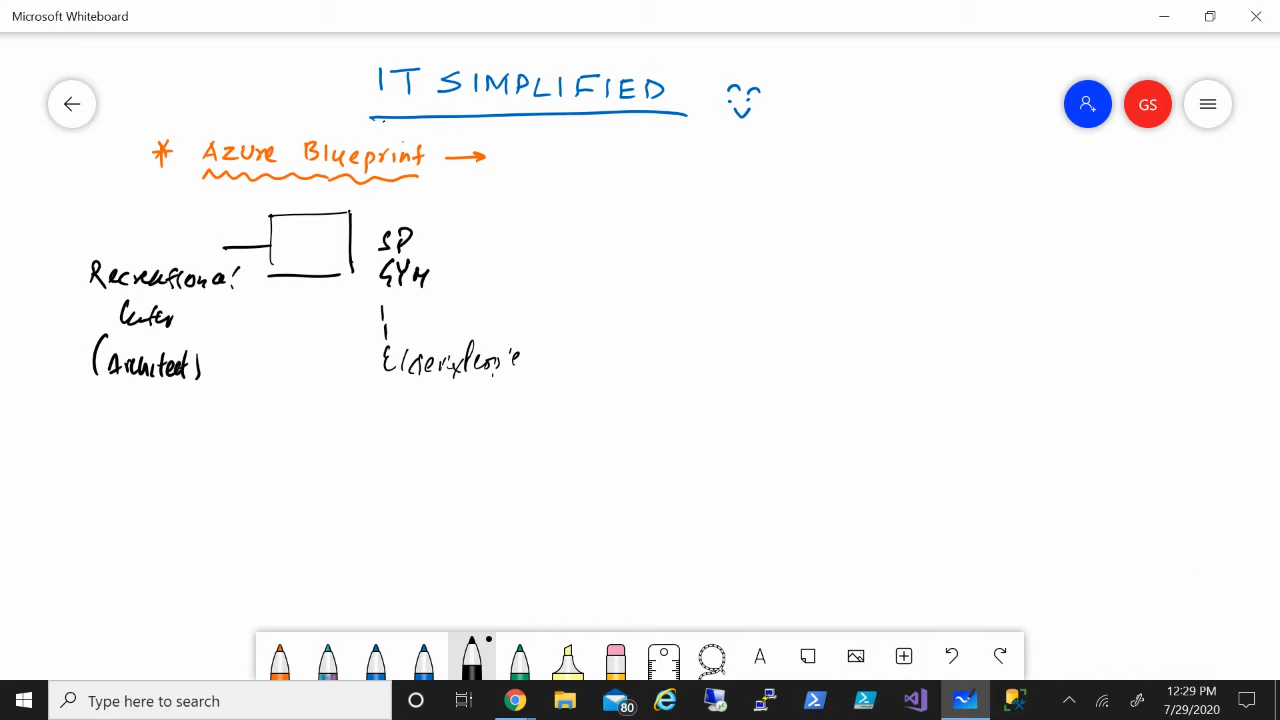 Microsoft Whiteboard
IT SIMPLIFIED
GS
* Azure Blueprint →
SP
GYM
Recreational
(Architect)
A
80
Type here to search
12:29 PM
7/29/2020